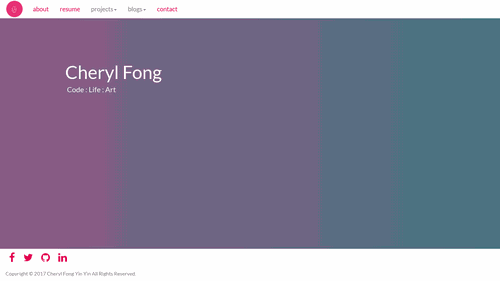 about resume projects blogs contact
Cheryl Fong
Code : Life : Art
Copyright © 2017 Cheryl Fong Yin Yin All Rights Reserved.